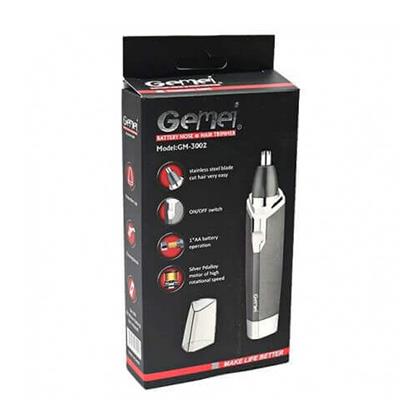 Gemei
BATTERY NOSE & HAIR TRIMMER
Model:GM-3002
stainless steel blade
cut hair very easy
ON/OFF switch
1*AA battery
operation
Silver Pdalloy
motor of high
rotational speed
Gemei
MAKE LIFE BETTER